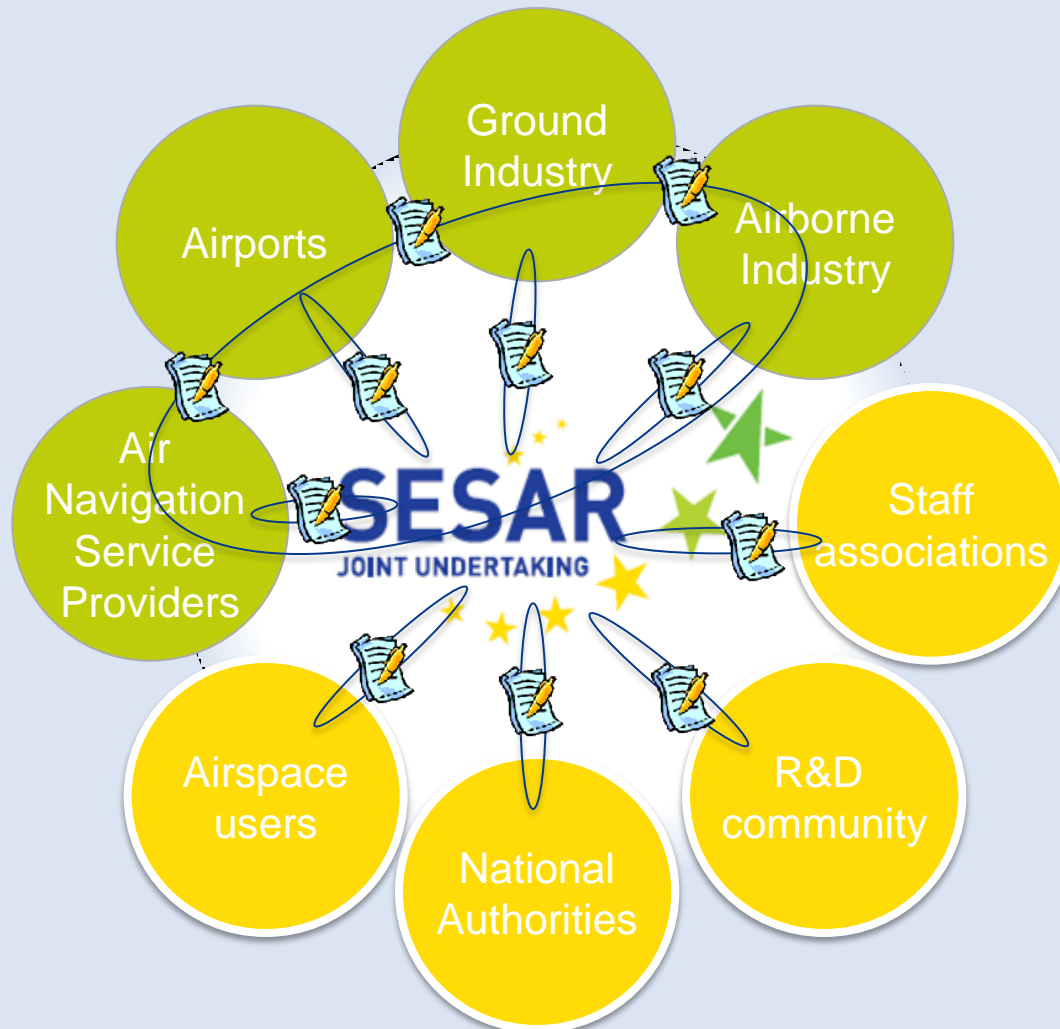 Ground
Industry
Airports
Airborne
Industry
Air
Navigation
Service
Providers
SESAR
JOINT UNDERTAKING
Staff
associations
Airspace
users
R&D
community
National
Authorities